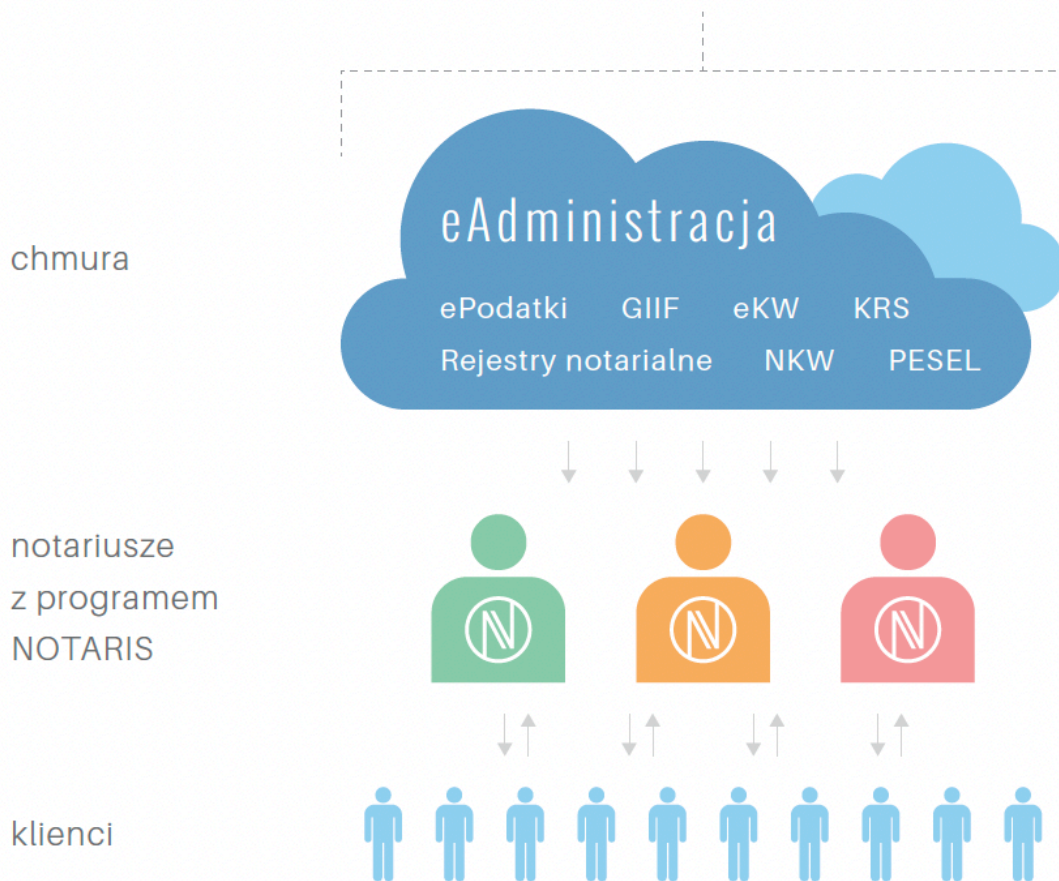 chmura
eAdministracja
ePodatki GIIF eKW KRS
Rejestry notarialne NKW PESEL
notariusze
z programem
NOTARIS
N N N
klienci